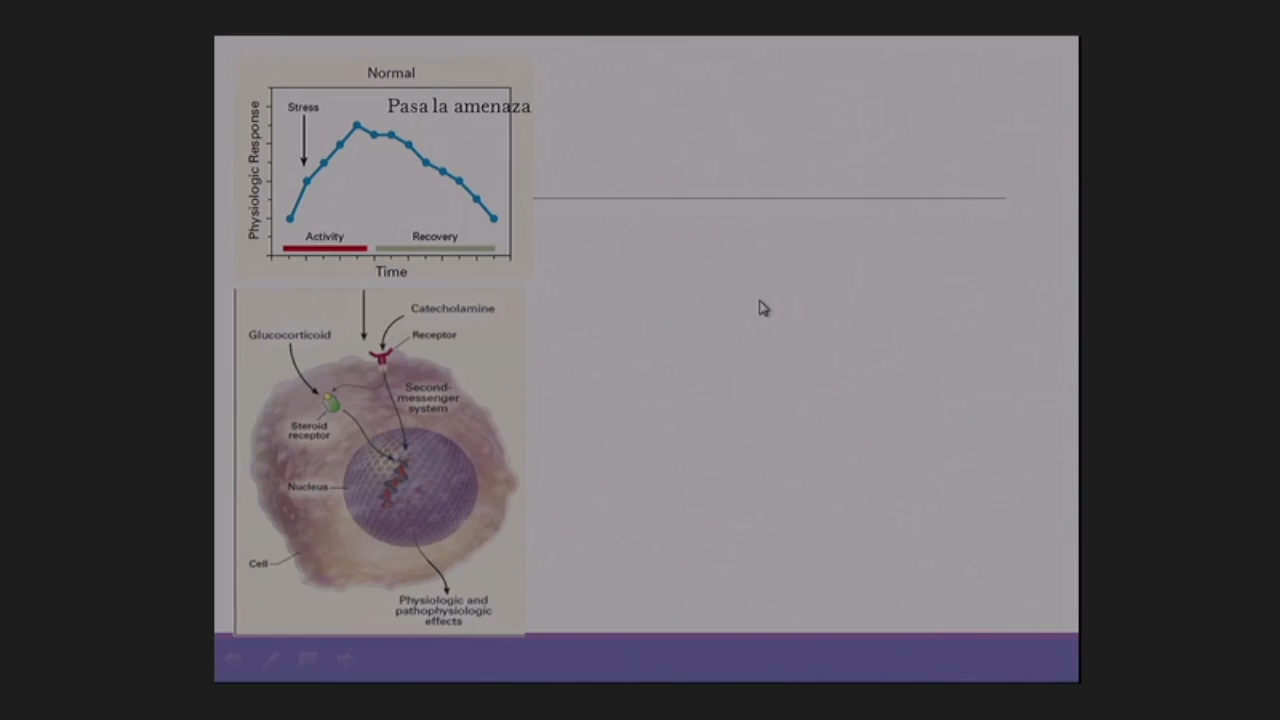 Normal
Stress
Pasa la amenaza
Physiologic Response
Activity
Recovery
Time
Catecholamine
Glucocorticoid
Receptor
Second-
messenger
system
Steroid
receptor
Nucleus
Cell
Physiologic and
pathophysiologic
effects